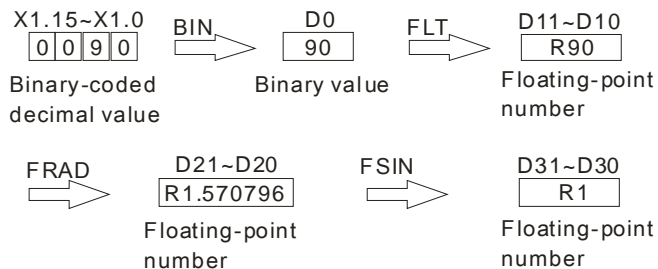 X1.15~X1.0 BIN D0 FLT D11~D10
0 0 9 0 90 R90
Binary-coded decimal value
Binary value
Floating-point number
FRAD D21~D20 FSIN D31~D30
R1.570796 R1
Floating-point number
Floating-point number